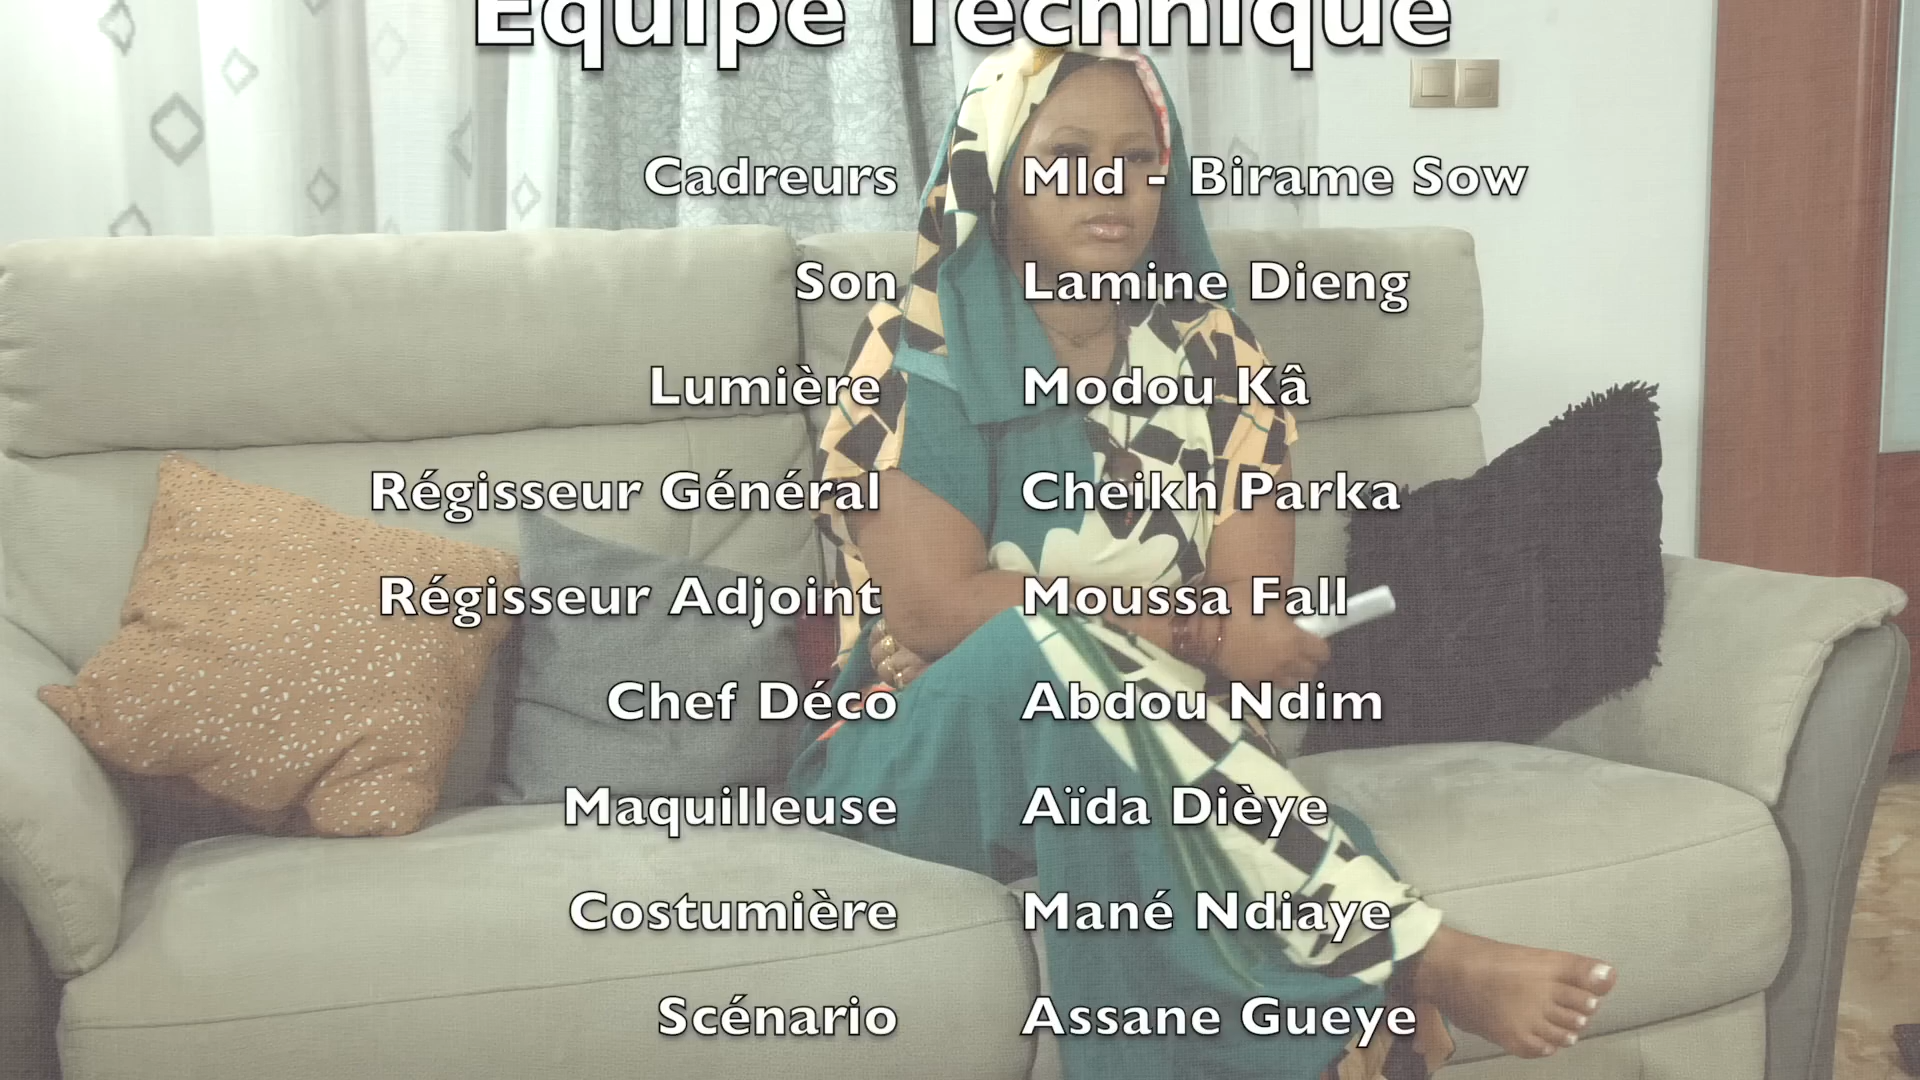 Equipe Technique
Cadreurs Mld - Birame Sow
Son Lamine Dieng
Lumière Modou Kâ
Régisseur Général Cheikh Parka
Régisseur Adjoint Moussa Fall
Chef Déco Abdou Ndim
Maquilleuse Aïda Dièye
Costumière Mané Ndiaye
Scénario Assane Gueye